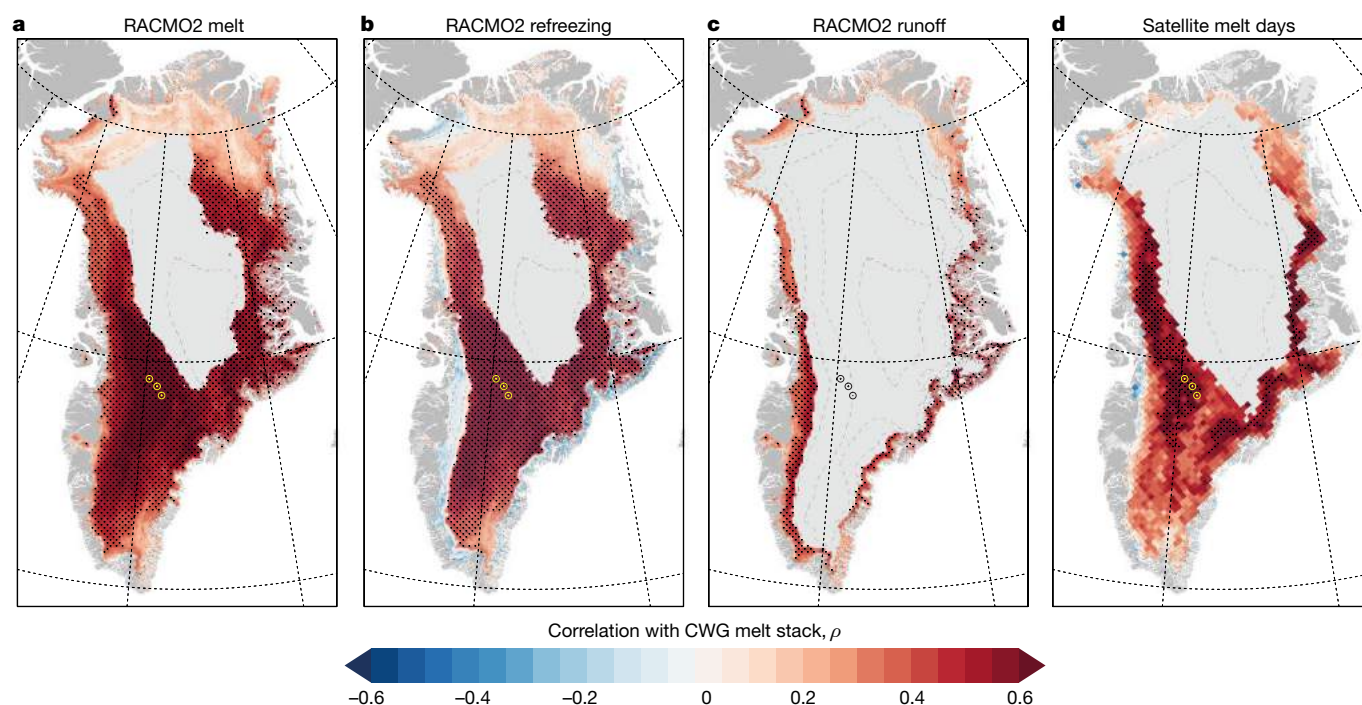 a RACMO2 melt
b RACMO2 refreezing
c RACMO2 runoff
d Satellite melt days
Correlation with CWG melt stack, ρ
−0.6 −0.4 −0.2 0 0.2 0.4 0.6